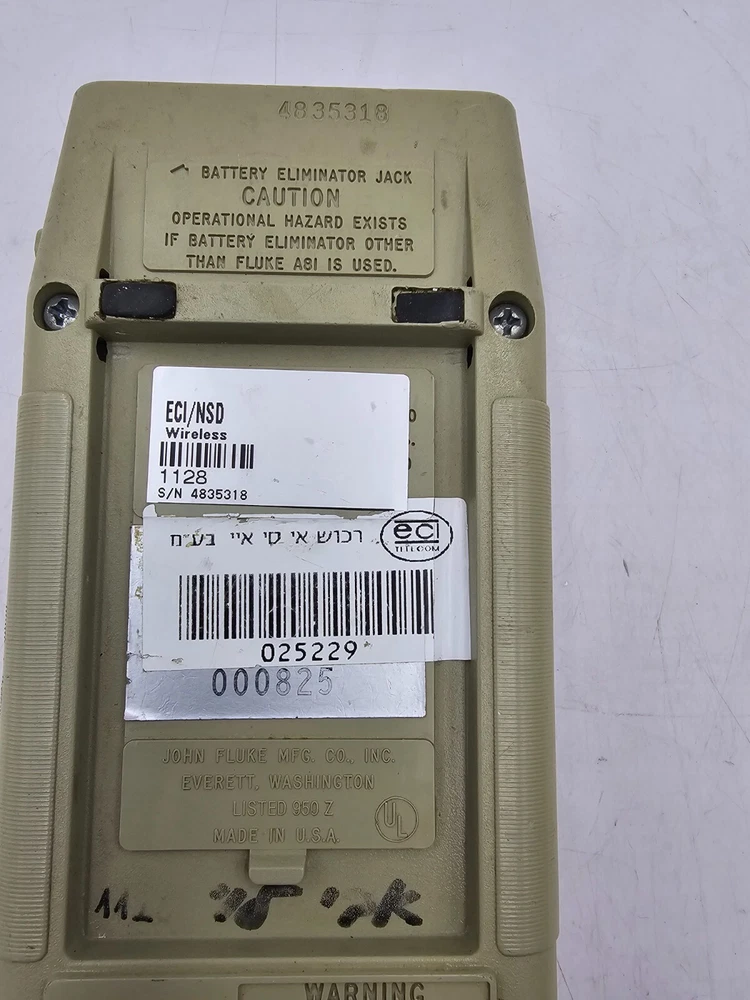 4835318
BATTERY ELIMINATOR JACK
CAUTION
OPERATIONAL HAZARD EXISTS
IF BATTERY ELIMINATOR OTHER
THAN FLUKE A81 IS USED.
ECI/NSD
Wireless
1128
S/N 4835318
רכוש אי סי איי בע"מ
eci
TELECOM
025229
000825
JOHN FLUKE MFG. CO., INC.
EVERETT, WASHINGTON
LISTED 950 Z
MADE IN U.S.A.
UL
WARNING